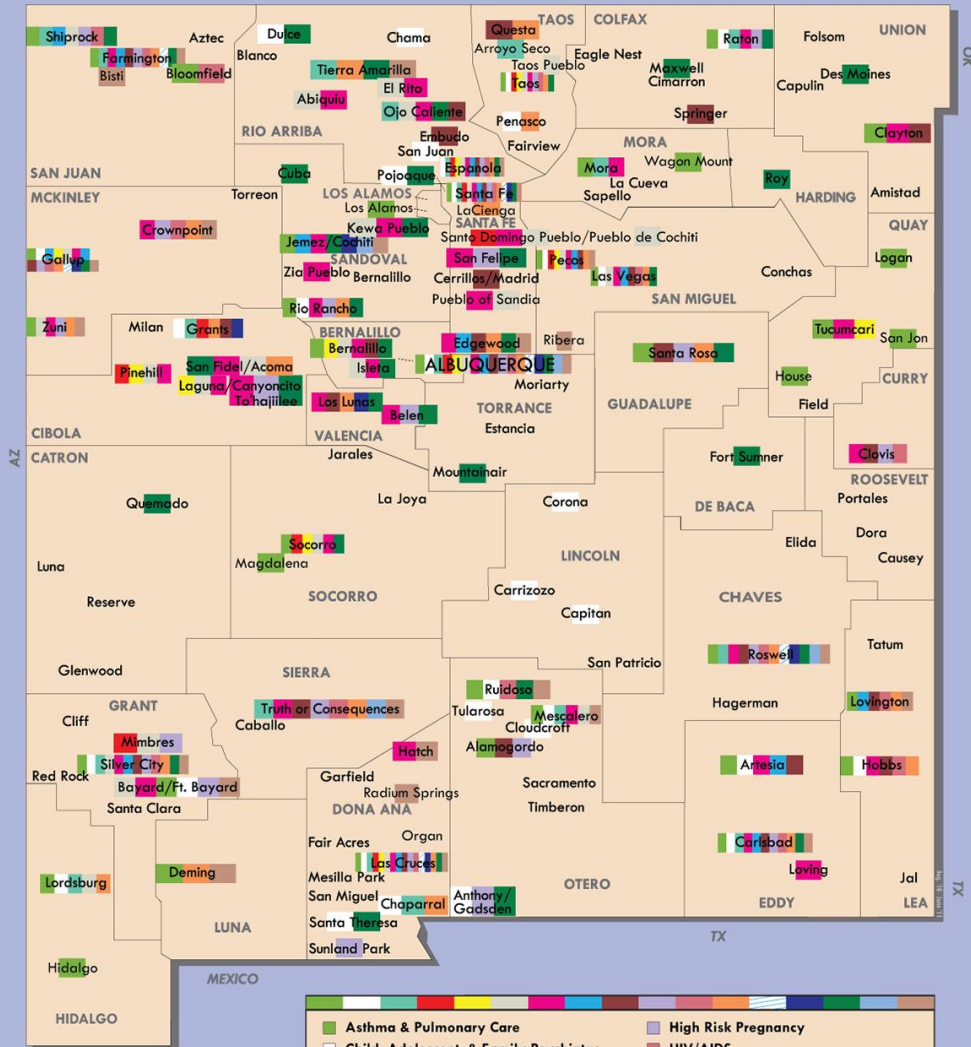 TAOS
COLFAX
UNION
OK
Shiprock
Aztec
Dulce
Chama
Questa
Arroyo Seco
Taos Pueblo
Eagle Nest
Raton
Folsom
Farmington
Bisti
Bloomfield
Blanco
Tierra Amarilla
El Rito
Taos
Maxwell
Cimarron
Capulin
Des Moines
Abiquiu
Ojo Caliente
Penasco
Springer
RIO ARRIBA
Embudo
San Juan
Fairview
MORA
Clayton
SAN JUAN
Cuba
Pojoaque
Espanola
Mora
Wagon Mount
La Cueva
Sapello
Roy
MCKINLEY
Torreon
LOS ALAMOS
Los Alamos
Santa Fe
LaCienga
SANTA FE
HARDING
Amistad
Crownpoint
Kewa Pueblo
Santo Domingo Pueblo/Pueblo de Cochiti
QUAY
Jemez/Cochiti
SANDOVAL
San Felipe
Pecos
Gallup
Zia Pueblo
Bernalillo
Cerrillos/Madrid
Las Vegas
Conchas
Logan
Pueblo of Sandia
SAN MIGUEL
Rio Rancho
Zuni
Milan
Grants
BERNALILLO
Bernalillo
Edgewood
Ribera
Tucumcari
San Jon
Santa Rosa
Pinehill
San Fidel/Acoma
Isleta
ALBUQUERQUE
Moriarty
House
CURRY
Laguna/Canyoncito
To'hajiilee
Los Lunas
Belen
TORRANCE
GUADALUPE
Field
CIBOLA
VALENCIA
Estancia
AZ
CATRON
Jarales
Mountainair
Fort Sumner
Clovis
ROOSEVELT
Portales
Quemado
La Joya
Corona
DE BACA
Socorro
Magdalena
LINCOLN
Elida
Dora
Causey
Luna
Reserve
SOCORRO
Carrizozo
Capitan
CHAVES
Glenwood
SIERRA
San Patricio
Roswell
Tatum
GRANT
Cliff
Truth or Consequences
Caballo
Ruidoso
Tularosa
Mescalero
Cloudcroft
Hagerman
Lovington
Mimbres
Silver City
Hatch
Alamogordo
Artesia
Hobbs
Red Rock
Bayard/Ft. Bayard
Santa Clara
Garfield
Radium Springs
DONA ANA
Sacramento
Timberon
Fair Acres
Organ
Carlsbad
Las Cruces
Mesilla Park
Loving
Lordsburg
Deming
San Miguel
Chaparral
Anthony/
Gadsden
OTERO
Jal
TX
LUNA
Santa Theresa
EDDY
LEA
Sunland Park
TX
Hidalgo
MEXICO
HIDALGO
Asthma & Pulmonary Care
High Risk Pregnancy
HIV/AIDS